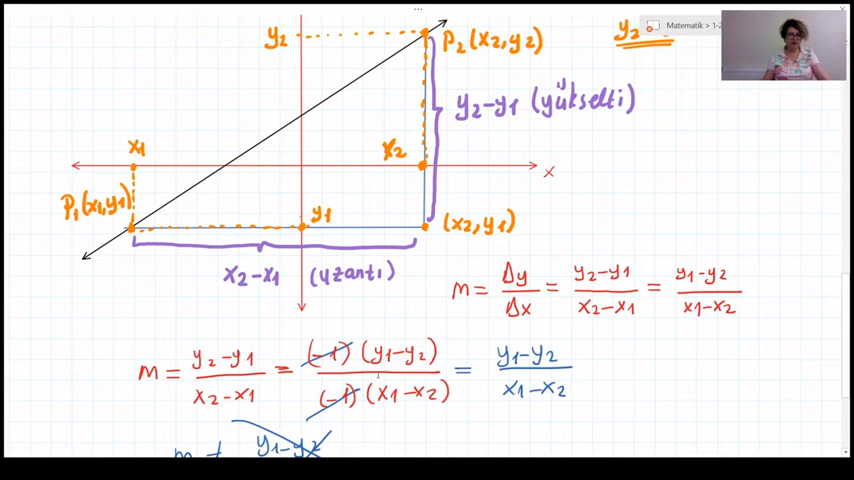 y2
P2 (x2, y2)
y2
Matematik > 1-2
y2-y1 (yükselti)
x1
x2
x
P1(x1,y1)
y1
(x2,y1)
x2-x1 (uzantı)
m = Δy/Δx = y2-y1/x2-x1 = y1-y2/x1-x2
m = y2-y1/x2-x1 = (-1) (y1-y2)/(-1) (x1-x2) = y1-y2/x1-x2
m ≠ y1-y2